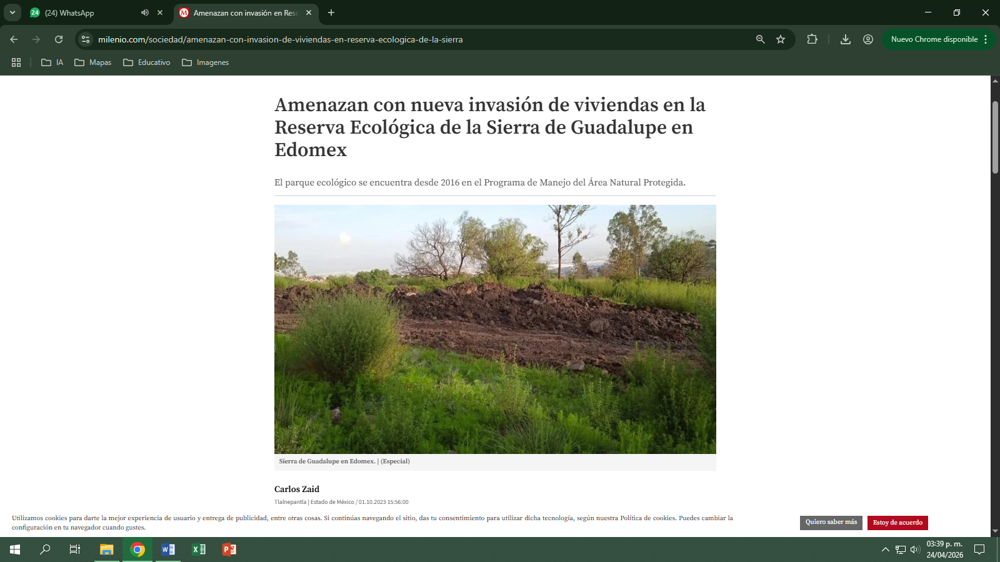 24
(24) WhatsApp
Amenazan con invasión en Rese
milenio.com/sociedad/amenazan-con-invasion-de-viviendas-en-reserva-ecologica-de-la-sierra
Nuevo Chrome disponible
IA
Mapas
Educativo
Imagenes
Amenazan con nueva invasión de viviendas en la
Reserva Ecológica de la Sierra de Guadalupe en
Edomex
El parque ecológico se encuentra desde 2016 en el Programa de Manejo del Área Natural Protegida.
Sierra de Guadalupe en Edomex. | (Especial)
Carlos Zaid
Tlalnepantla | Estado de México / 01.10.2023 15:56:00
Utilizamos cookies para darte la mejor experiencia de usuario y entrega de publicidad, entre otras cosas. Si continúas navegando el sitio, das tu consentimiento para utilizar dicha tecnología, según nuestra Política de cookies. Puedes cambiar la
configuración en tu navegador cuando gustes.
Quiero saber más
Estoy de acuerdo
03:39 p. m.
24/04/2026